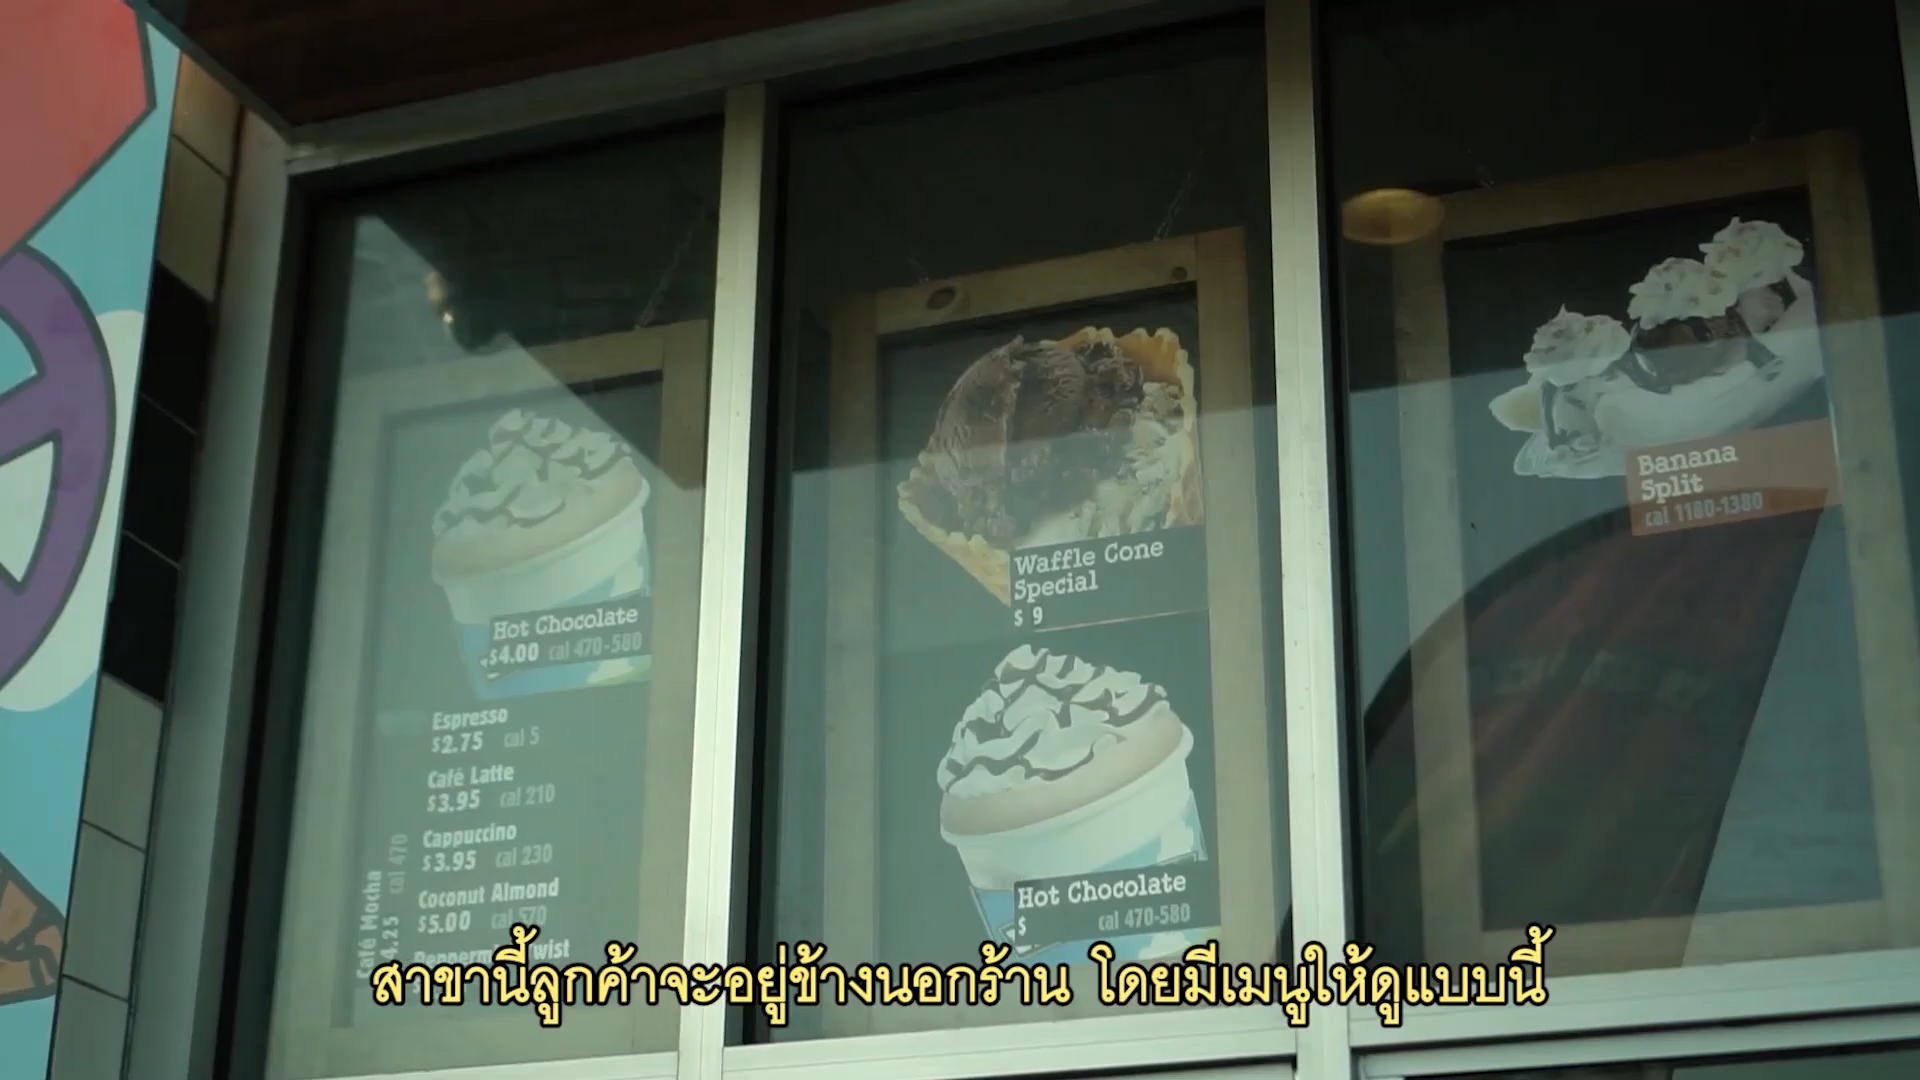 Hot Chocolate
$4.00 cal 470-580
Espresso
$2.75 cal 5
Café Latte
$3.95 cal 210
Cappuccino
$3.95 cal 230
Coconut Almond
$5.00 cal 570
Café Mocha
4.25 cal 470
Waffle Cone
Special
$ 9
Hot Chocolate
$ cal 470-580
Banana
Split
cal 1180-1380
สาขานี้ลูกค้าจะอยู่ข้างนอกร้าน โดยมีเมนูให้ดูแบบนี้